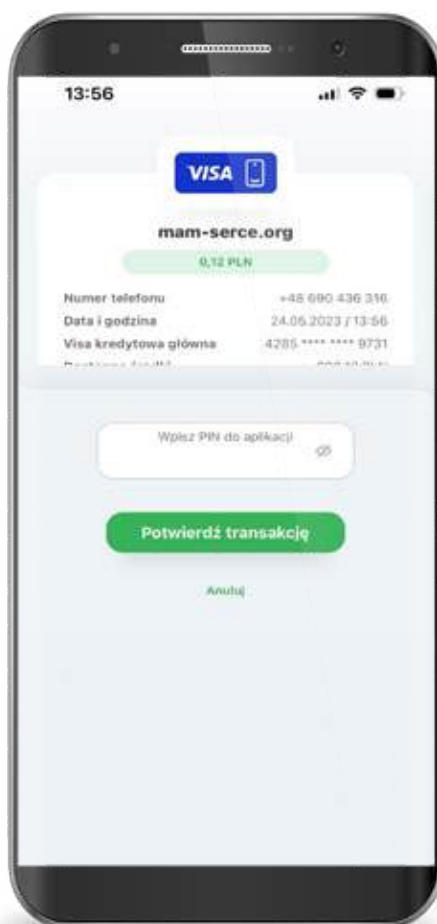 13:56
VISA
mam-serce.org
0,12 PLN
Numer telefonu +48 690 436 316
Data i godzina 24.05.2023 / 13:56
Visa kredytowa główna 4285 **** **** 9731
Wpisz PIN do aplikacji
Potwierdź transakcję
Anuluj